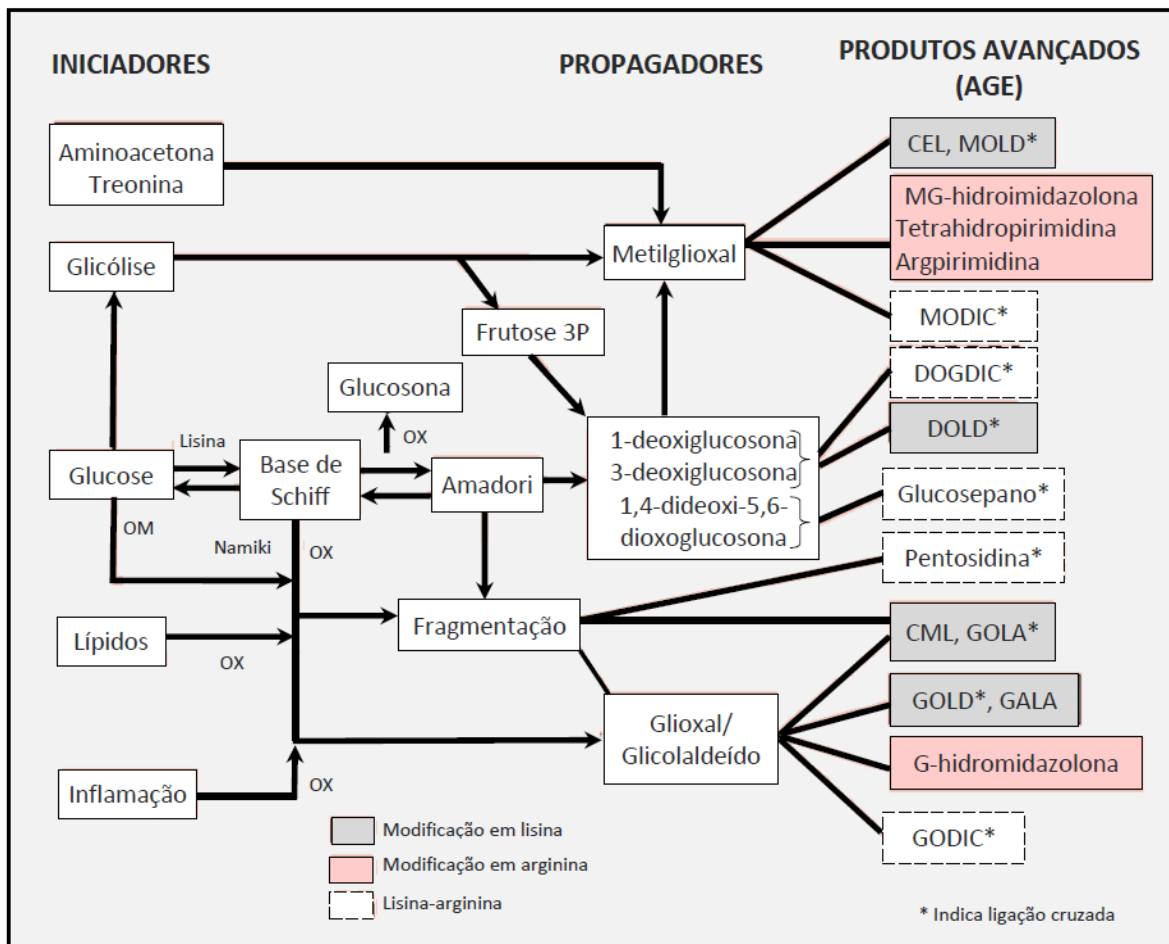 INICIADORES
PROPAGADORES
PRODUTOS AVANÇADOS
(AGE)
Aminoacetona
Treonina
CEL, MOLD*
MG-hidroimidazolona
Tetrahidropirimidina
Argpirimidina
Glicólise
Metilglioxal
MODIC*
Frutose 3P
DOGDIC*
Glucosona
OX
1-deoxiglucosona
3-deoxiglucosona
1,4-dideoxi-5,6-
dioxoglucosona
DOLD*
Lisina
Glucose
Base de
Schiff
Amadori
Glucosepano*
OM
Namiki
OX
Pentosidina*
Lípidos
OX
Fragmentação
CML, GOLA*
GOLD*, GALA
Glioxal/
Glicolaldeído
G-hidromidazolona
Inflamação
OX
GODIC*
Modificação em lisina
Modificação em arginina
Lisina-arginina
* Indica ligação cruzada